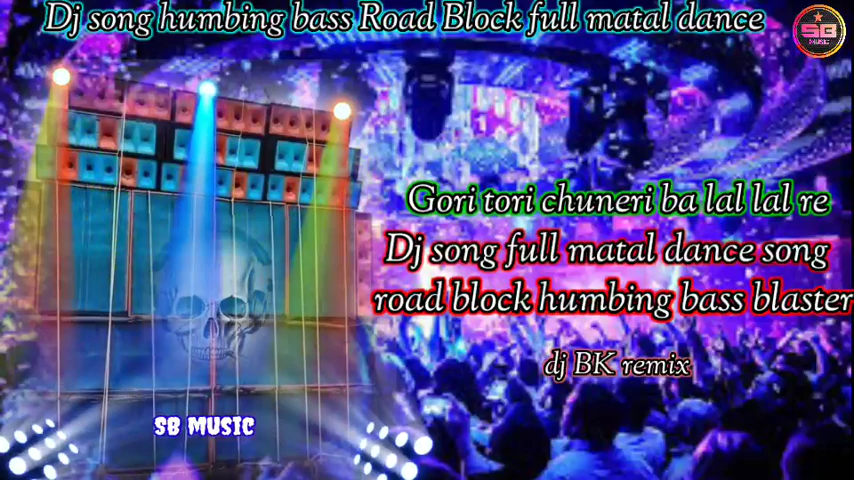 Dj song humbing bass Road Block full matal dance
SB
MUSIC
Gori tori chuneri ba lal lal re
Dj song full matal dance song
road block humbing bass blaster
dj BK remix
SB MUSIC